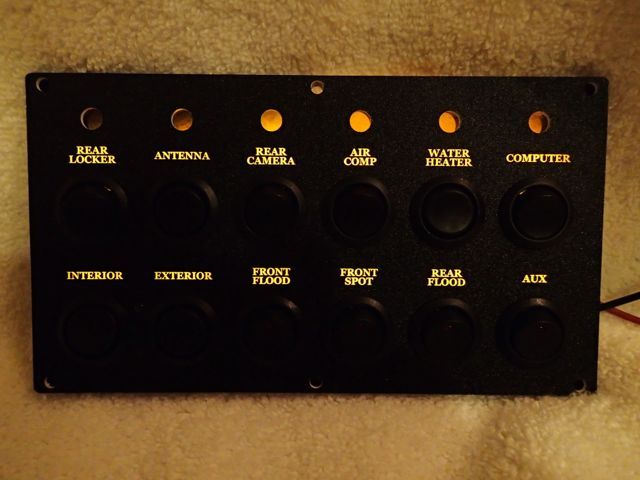 REAR
LOCKER
ANTENNA
REAR
CAMERA
AIR
COMP
WATER
HEATER
COMPUTER
INTERIOR
EXTERIOR
FRONT
FLOOD
FRONT
SPOT
REAR
FLOOD
AUX